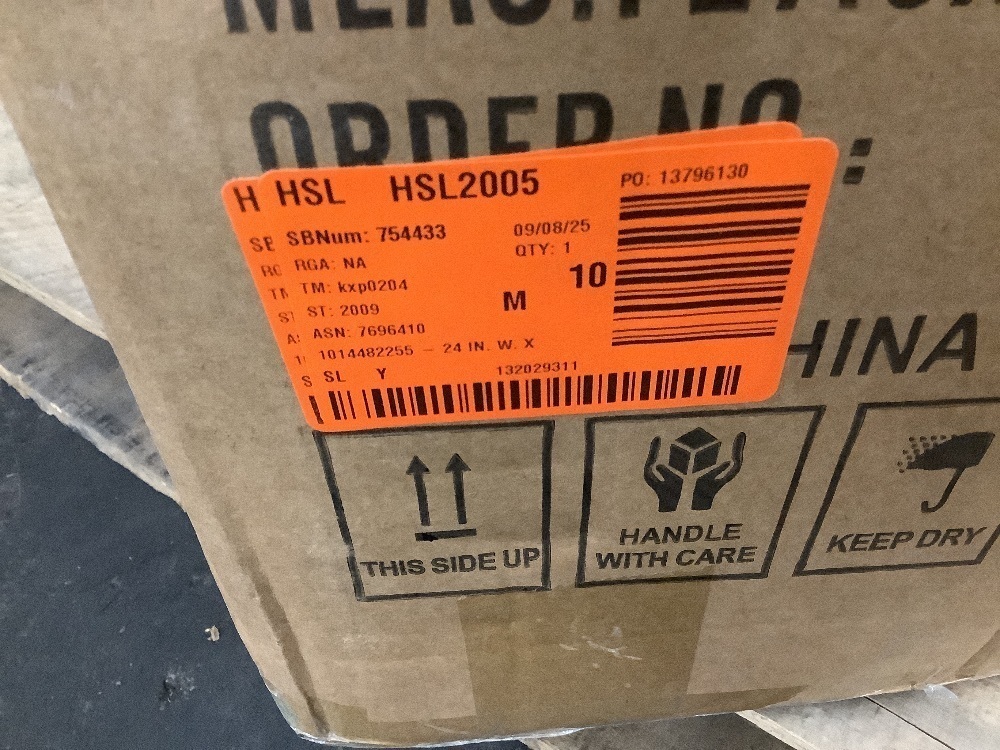 ORDER NO.:
H HSL HSL2005 PO: 13796130
SBNum: 754433 09/08/25
RGA: NA QTY: 1
TM: kxp0204 10
ST: 2009 M
ASN: 7696410
1014482255 - 24 IN. W. X
S SL Y 132029311
HINA
THIS SIDE UP
HANDLE
WITH CARE
KEEP DRY